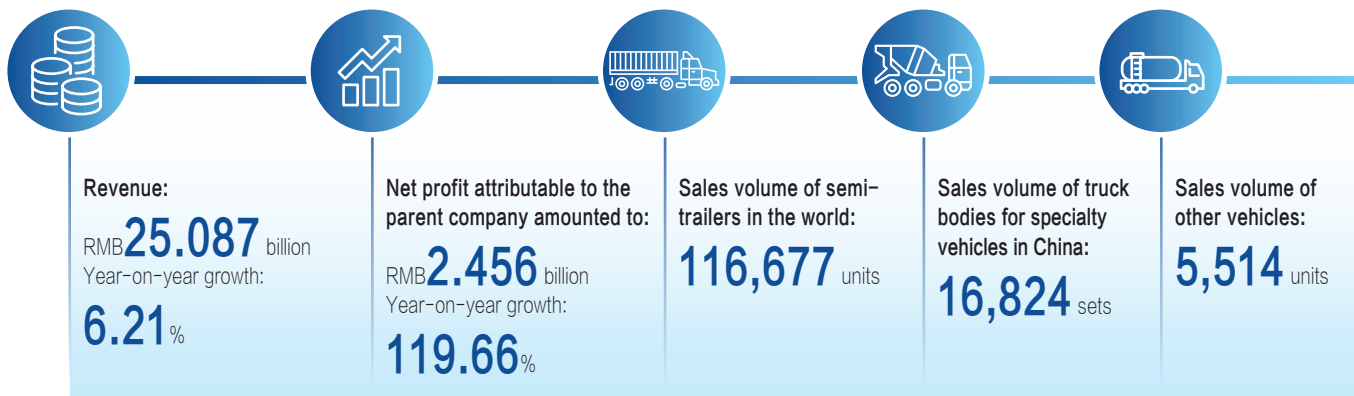 Revenue:
RMB25.087 billion
Year-on-year growth:
6.21%
Net profit attributable to the
parent company amounted to:
RMB2.456 billion
Year-on-year growth:
119.66%
Sales volume of semi-
trailers in the world:
116,677 units
Sales volume of truck
bodies for specialty
vehicles in China:
16,824 sets
Sales volume of
other vehicles:
5,514 units